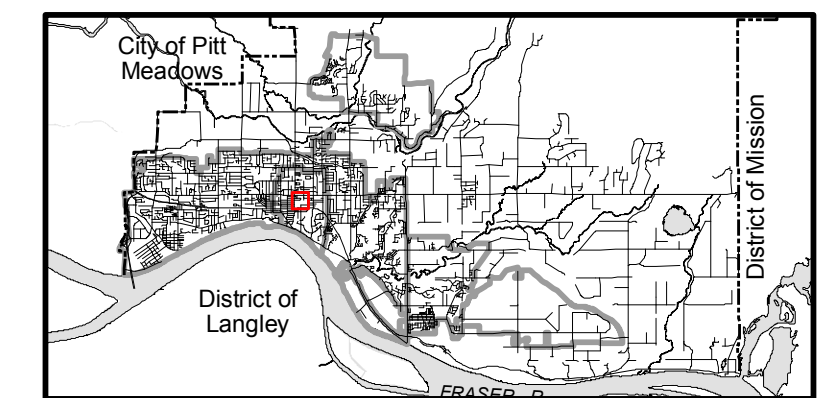 City of Pitt
Meadows
District of Mission
District of
Langley
FRASER R.